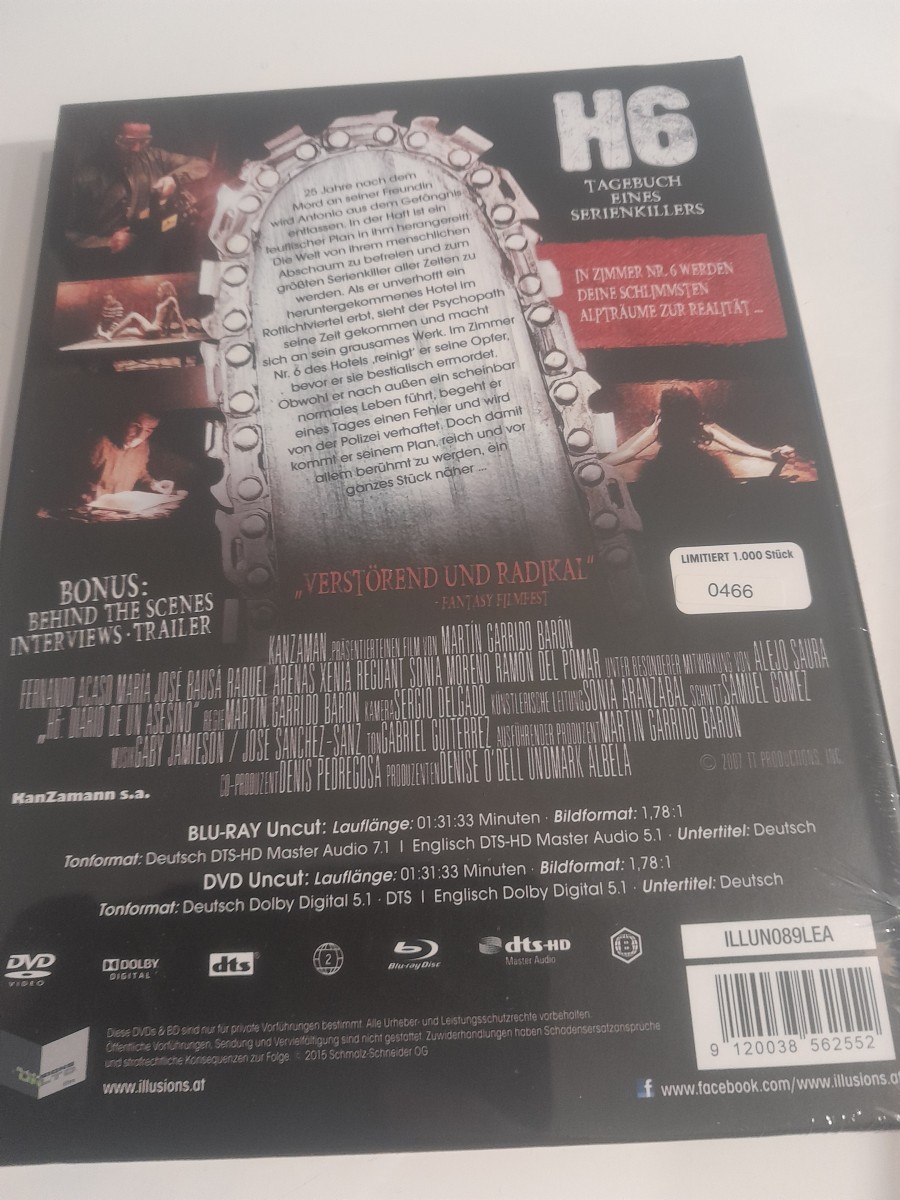 H6
TAGEBUCH
EINES
SERIENKILLERS
25 Jahre nach dem
Mord an seiner Freundin
wird Antonio aus dem Gefängnis
entlassen. In der Haft ist ein
teuflischer Plan in ihm herangereift:
Die Welt von ihrem menschlichen
Abschaum zu befreien und zum
größten Serienkiller aller Zeiten zu
werden. Als er unverhofft ein
heruntergekommenes Hotel im
Rotlichtviertel erbt, sieht der Psychopath
seine Zeit gekommen und macht
sich an sein grausames Werk. Im Zimmer
Nr. 6 des Hotels ‚reinigt' er seine Opfer,
bevor er sie bestialisch ermordet.
Obwohl er nach außen ein scheinbar
normales Leben führt, begeht er
eines Tages einen Fehler und wird
von der Polizei verhaftet. Doch damit
kommt er seinem Plan, reich und vor
allem berühmt zu werden, ein
ganzes Stück näher ...
IN ZIMMER NR. 6 WERDEN
DEINE SCHLIMMSTEN
ALPTRÄUME ZUR REALITÄT ...
LIMITIERT 1.000 Stück
0466
BONUS:
BEHIND THE SCENES
INTERVIEWS · TRAILER
„VERSTÖREND UND RADIKAL"
- FANTASY FILMFEST
KANZAMAN PRÄSENTIERT EINEN FILM VON MARTÍN GARRIDO BARÓN
FERNANDO ACASO MARÍA JOSÉ BAUSÁ RAQUEL ARENAS XENIA REGUANT SONIA MORENO RAMÓN DEL POMAR UNTER BESONDERER MITWIRKUNG VON ALEJO SAURA
„H6: DIARIO DE UN ASESINO" REGIE MARTÍN GARRIDO BARÓN KAMERA SERGIO DELGADO KÜNSTLERISCHE LEITUNG SONIA ARANZABAL SCHNITT SAMUEL GÓMEZ
MUSIK GABY JAMIESON / JOSÉ SÁNCHEZ-SANZ TON GABRIEL GUTIÉRREZ AUSFÜHRENDER PRODUZENT MARTÍN GARRIDO BARÓN
CO-PRODUZENT DENIS PEDREGOSA PRODUZENTEN DENISE O'DELL UND MARK ALBELA
© 2007 TT PRODUCTIONS, INC.
KanZamann s.a.
BLU-RAY Uncut: Lauflänge: 01:31:33 Minuten · Bildformat: 1,78:1
Tonformat: Deutsch DTS-HD Master Audio 7.1 I Englisch DTS-HD Master Audio 5.1 · Untertitel: Deutsch
DVD Uncut: Lauflänge: 01:31:33 Minuten · Bildformat: 1,78:1
Tonformat: Deutsch Dolby Digital 5.1 · DTS I Englisch Dolby Digital 5.1 · Untertitel: Deutsch
DVD
VIDEO
DOLBY
DIGITAL
dts
2
Blu-ray Disc
dts-HD
Master Audio
B
ILLUN089LEA
9 120038 562552
Diese DVDs & BD sind nur für private Vorführungen bestimmt. Alle Urheber- und Leistungsschutzrechte vorbehalten.
Öffentliche Vorführungen, Sendung und Vervielfältigung sind nicht gestattet. Zuwiderhandlungen haben Schadensersatzansprüche
und strafrechtliche Konsequenzen zur Folge. © 2015 Schmolz-Schneider OG
www.illusions.at
f www.facebook.com/www.illusions.at